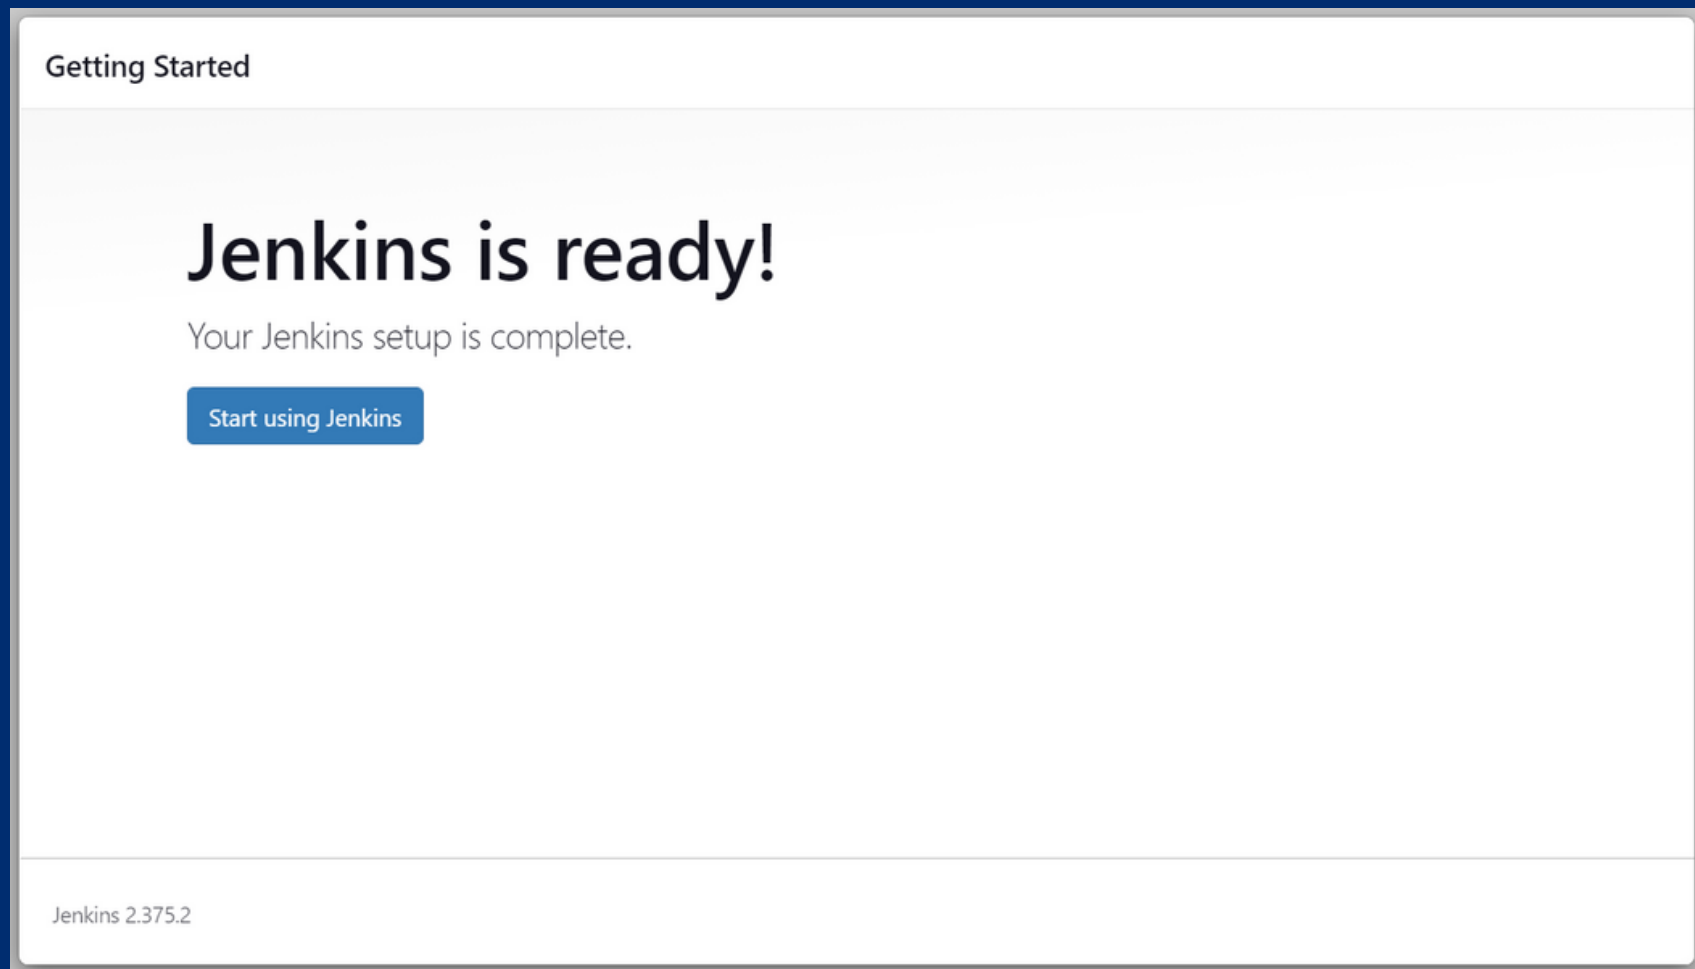 Getting Started
Jenkins is ready!
Your Jenkins setup is complete.
Start using Jenkins
Jenkins 2.375.2